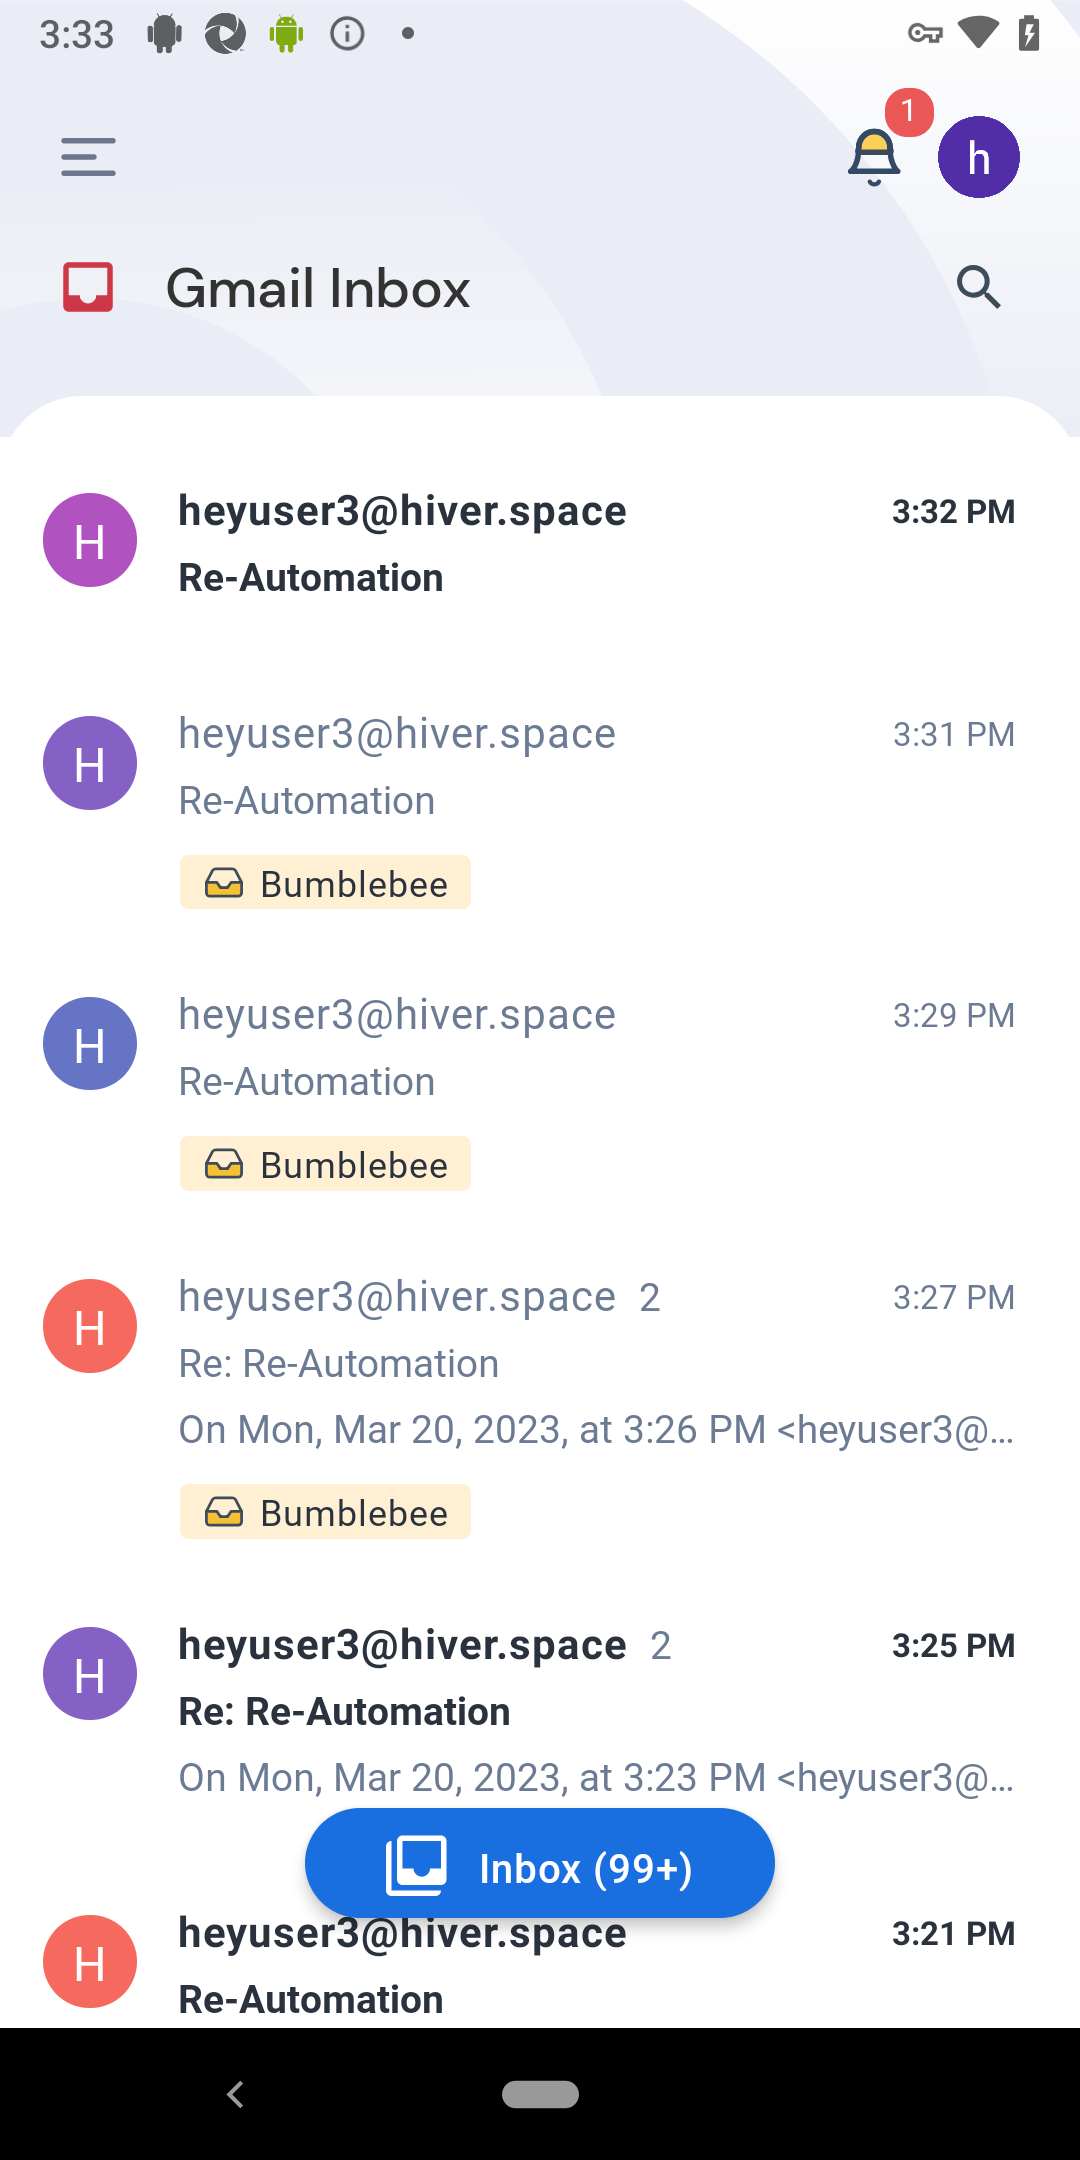 3:33
1
h
Gmail Inbox
H
heyuser3@hiver.space
3:32 PM
Re-Automation
H
heyuser3@hiver.space
3:31 PM
Re-Automation
Bumblebee
H
heyuser3@hiver.space
3:29 PM
Re-Automation
Bumblebee
H
heyuser3@hiver.space 2
3:27 PM
Re: Re-Automation
On Mon, Mar 20, 2023, at 3:26 PM <heyuser3@...
Bumblebee
H
heyuser3@hiver.space 2
3:25 PM
Re: Re-Automation
On Mon, Mar 20, 2023, at 3:23 PM <heyuser3@...
Inbox (99+)
H
heyuser3@hiver.space
3:21 PM
Re-Automation